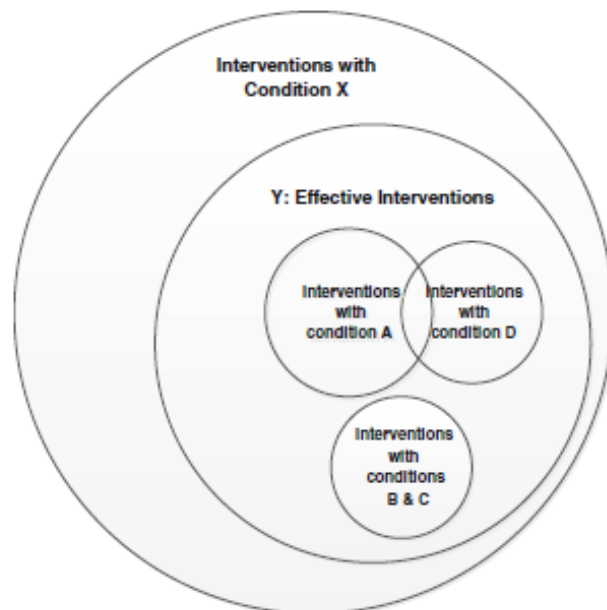 Interventions with
Condition X
Y: Effective Interventions
Interventions
with
condition A
Interventions
with
condition D
Interventions
with
conditions
B & C